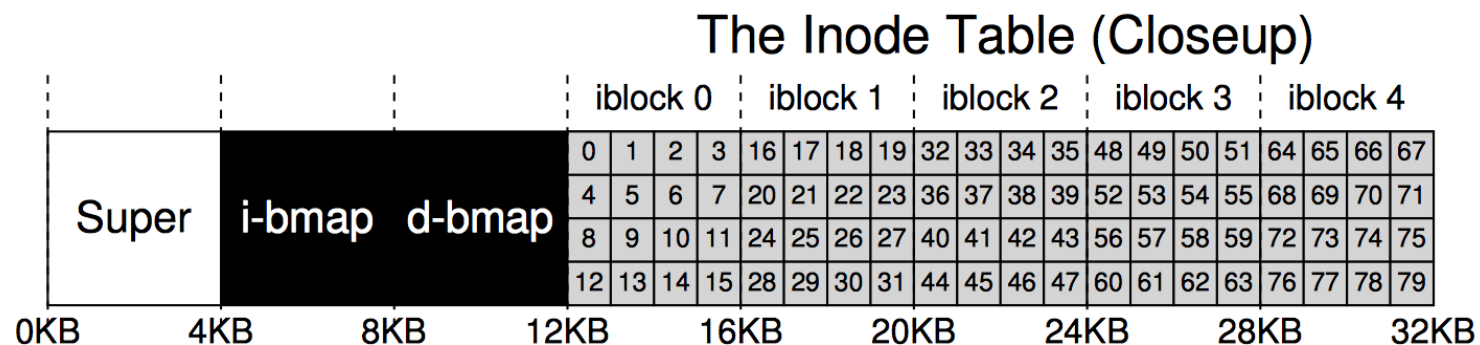 The Inode Table (Closeup)
iblock 0 iblock 1 iblock 2 iblock 3 iblock 4
0 1 2 3 16 17 18 19 32 33 34 35 48 49 50 51 64 65 66 67
4 5 6 7 20 21 22 23 36 37 38 39 52 53 54 55 68 69 70 71
Super i-bmap d-bmap
8 9 10 11 24 25 26 27 40 41 42 43 56 57 58 59 72 73 74 75
12 13 14 15 28 29 30 31 44 45 46 47 60 61 62 63 76 77 78 79
0KB 4KB 8KB 12KB 16KB 20KB 24KB 28KB 32KB